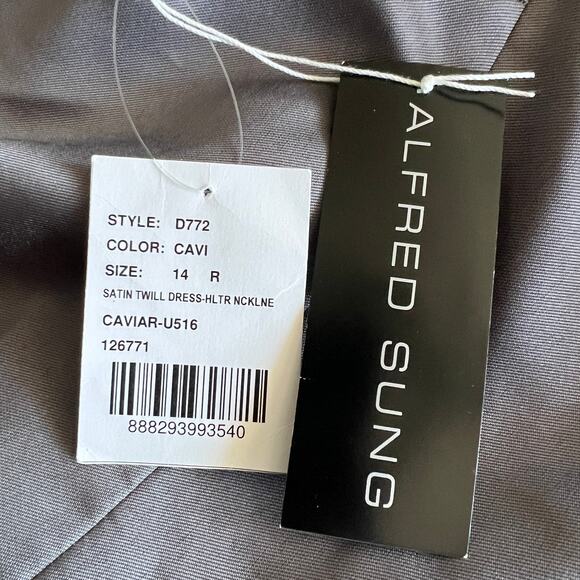 STYLE: D772
COLOR: CAVI
SIZE: 14 R
SATIN TWILL DRESS-HLTR NCKLNE
CAVIAR-U516
126771
888293993540
ALFRED SUNG